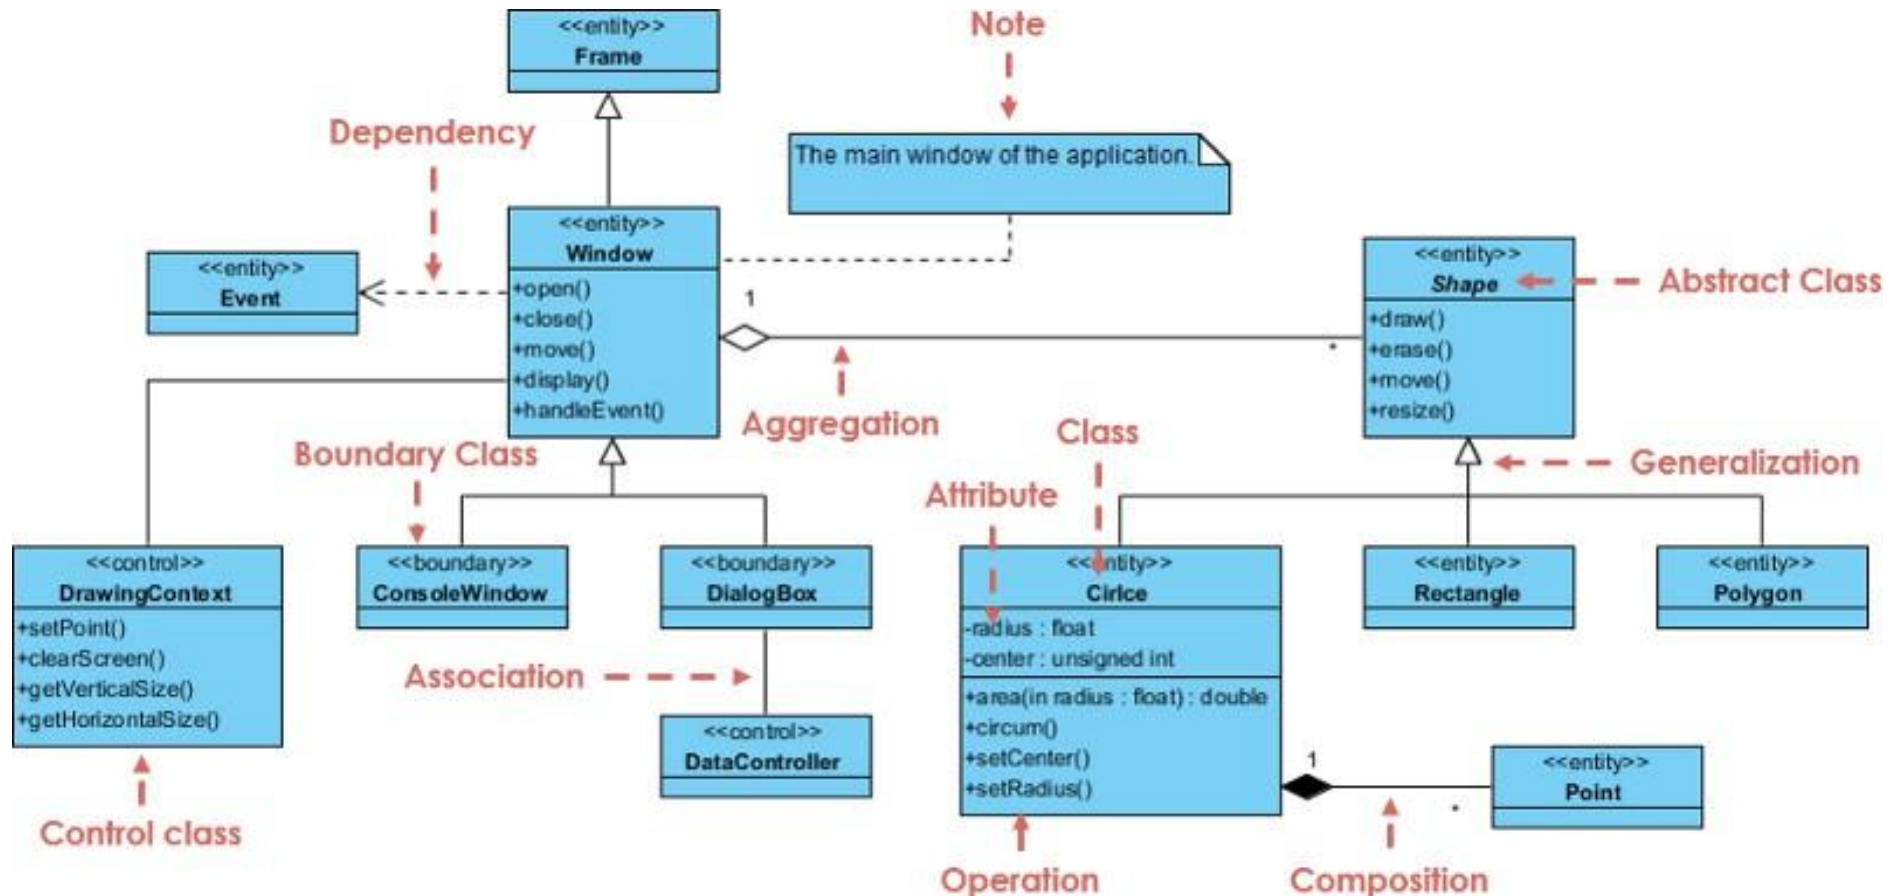 <<entity>>
Frame
Note
Dependency
The main window of the application.
<<entity>>
Window
+open()
+close()
+move()
+display()
+handleEvent()
<<entity>>
Event
1
*
Aggregation
<<entity>>
Shape
+draw()
+erase()
+move()
+resize()
Abstract Class
Generalization
Boundary Class
Class
Attribute
<<control>>
DrawingContext
+setPoint()
+clearScreen()
+getVerticalSize()
+getHorizontalSize()
Control class
<<boundary>>
ConsoleWindow
<<boundary>>
DialogBox
Association
<<control>>
DataController
<<entity>>
Cirlce
-radius : float
-center : unsigned int
+area(in radius : float) : double
+circum()
+setCenter()
+setRadius()
Operation
<<entity>>
Rectangle
<<entity>>
Polygon
1
*
<<entity>>
Point
Composition